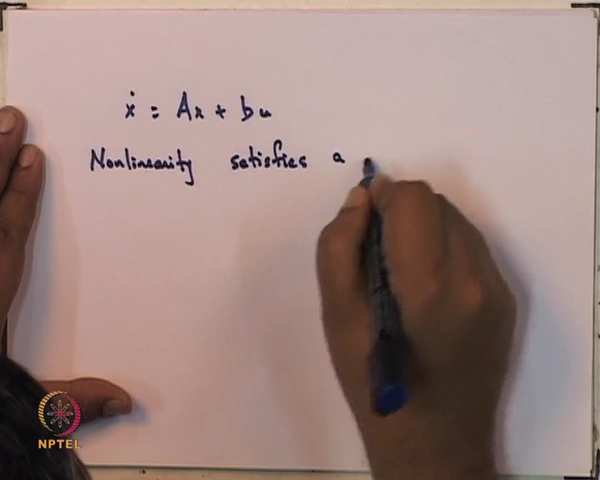 ẋ = Ax + bu
Nonlinearity satisfies a
NPTEL